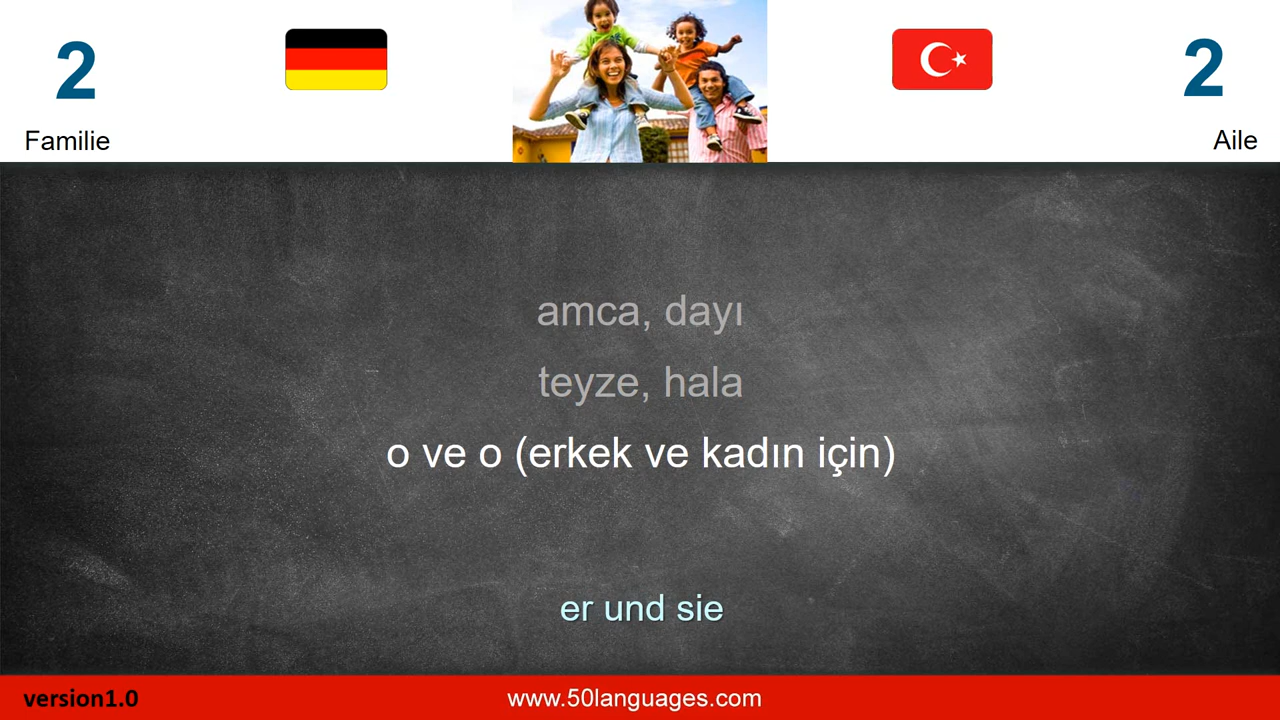 2
2
Familie
Aile
amca, dayı
teyze, hala
o ve o (erkek ve kadın için)
er und sie
version1.0
www.50languages.com